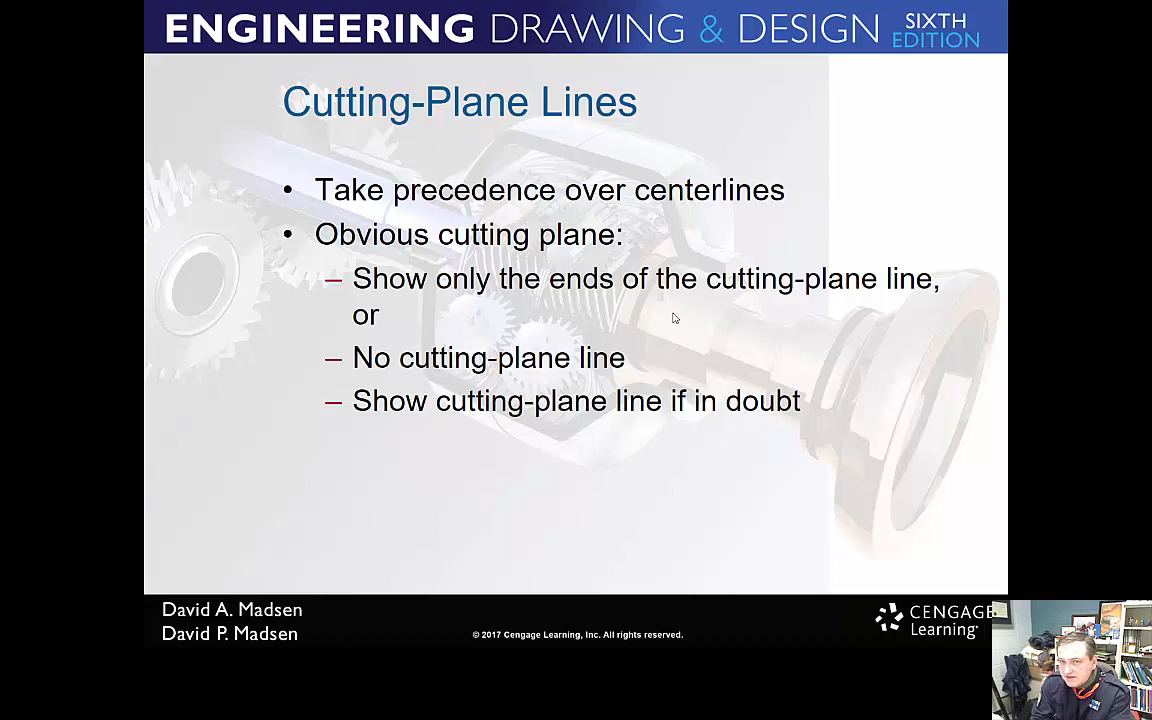 ENGINEERING DRAWING & DESIGN SIXTH EDITION
Cutting-Plane Lines
• Take precedence over centerlines
• Obvious cutting plane:
– Show only the ends of the cutting-plane line,
or
– No cutting-plane line
– Show cutting-plane line if in doubt
David A. Madsen
David P. Madsen
© 2017 Cengage Learning, Inc. All rights reserved.
CENGAGE
Learning